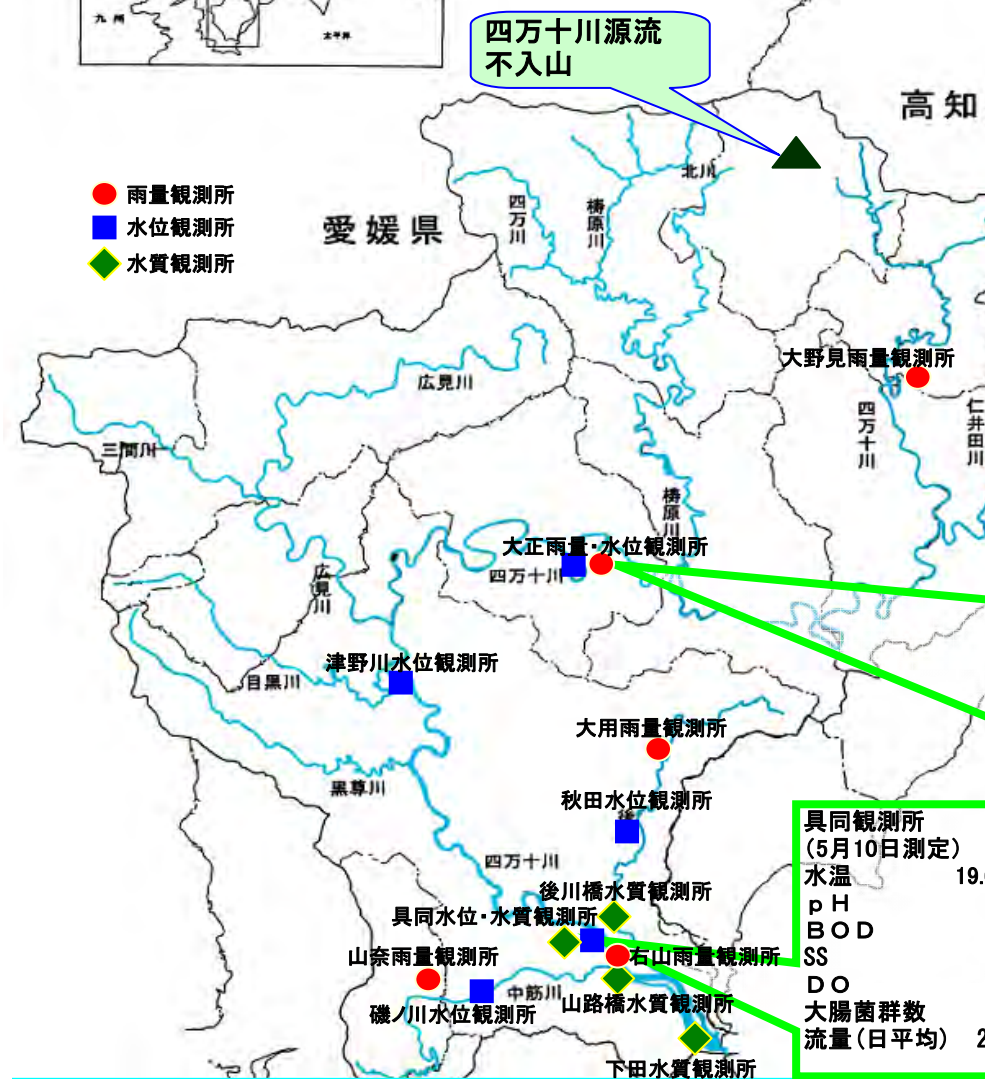 九州
太平洋
四万十川源流
不入山
高知
雨量観測所
水位観測所
水質観測所
愛媛県
四万川
梼原川
北川
大野見雨量観測所
広見川
四万十川
仁井田川
三間川
梼原川
大正雨量・水位観測所
四万十川
広見川
津野川水位観測所
目黒川
大用雨量観測所
黒尊川
秋田水位観測所
後
四万十川
後川橋水質観測所
具同水位・水質観測所
山奈雨量観測所
右山雨量観測所
中筋川
山路橋水質観測所
磯ノ川水位観測所
下田水質観測所
具同観測所
(5月10日測定)
水温 19.
pH
BOD
SS
DO
大腸菌群数
流量(日平均) 2